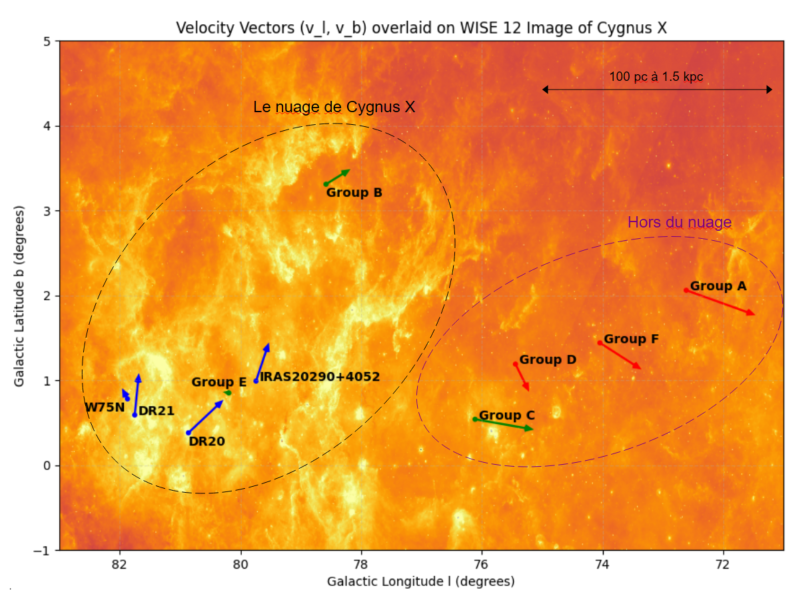 Velocity Vectors (v_l, v_b) overlaid on WISE 12 Image of Cygnus X
5
100 pc à 1.5 kpc
Le nuage de Cygnus X
4
Group B
3
Hors du nuage
Group A
2
Group F
Group D
IRAS20290+4052
Group E
1
W75N
DR21
Group C
DR20
0
−1
82
80
78
76
74
72
Galactic Latitude b (degrees)
Galactic Longitude l (degrees)